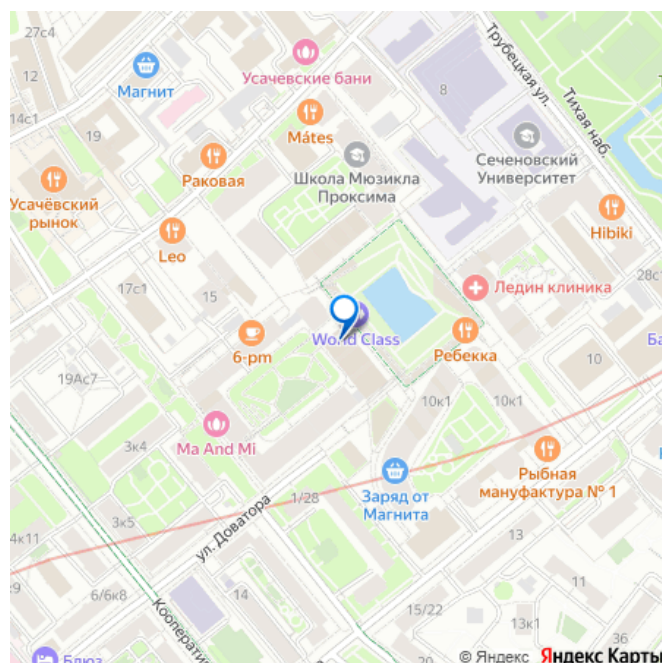 27с4
12
Магнит
14с1
19
Усачевские бани
Mátes
Раковая
Школа Мюзикла
Проксима
8
Трубецкая ул.
Тихая наб.
Сеченовский
Университет
Усачёвский
рынок
Leo
Hibiki
17с1
15
Ледин клиника
6-pm
World Class
Ребекка
10
19Ас7
3к4
Ma And Mi
10к1
10к1
Рыбная
мануфактура № 1
Заряд от
Магнита
1/28
3к5
ул. Доватора
13
4к11
11
6/6к8
14
15/22
13к1
36
Кооперати
Блюз
© Яндекс Яндекс Карты